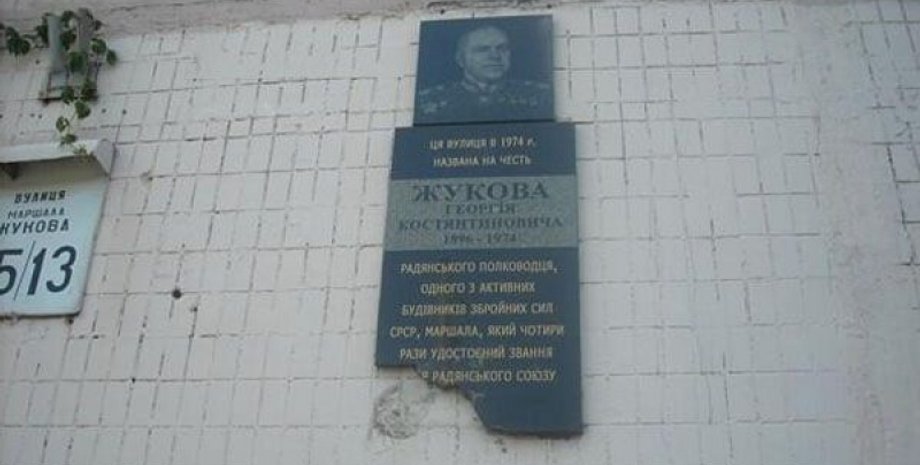 ВУЛИЦЯ
МАРШАЛА
ЖУКОВА
5/13
ЦЯ ВУЛИЦЯ В 1974 р.
НАЗВАНА НА ЧЕСТЬ
ЖУКОВА
ГЕОРГІЯ
КОСТЯНТИНОВИЧА
1896 - 1974
РАДЯНСЬКОГО ПОЛКОВОДЦЯ,
ОДНОГО З АКТИВНИХ
БУДІВНИКІВ ЗБРОЙНИХ СИЛ
СРСР, МАРШАЛА, ЯКИЙ ЧОТИРИ
РАЗИ УДОСТОЄНИЙ ЗВАННЯ
РАДЯНСЬКОГО СОЮЗУ